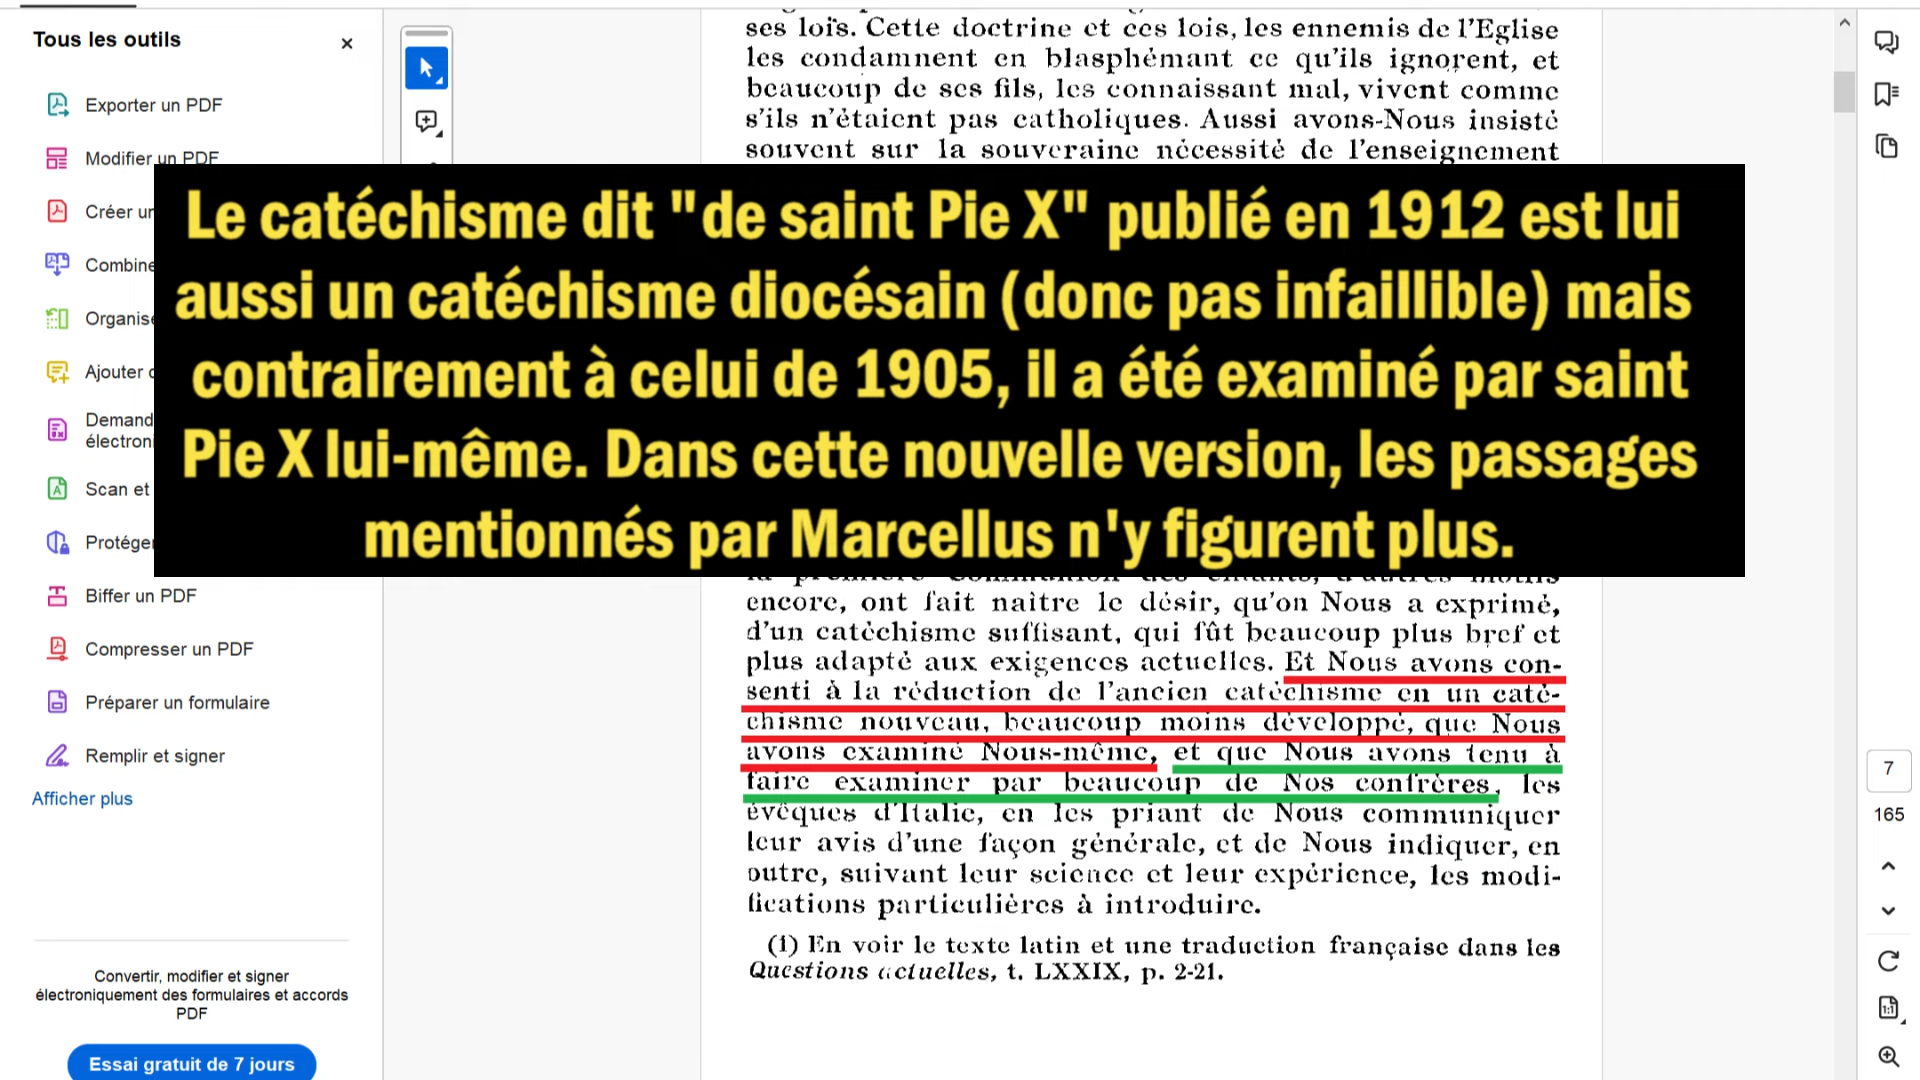 Tous les outils
Exporter un PDF
Modifier un PDF
Créer un
Combine
Organise
Ajouter
Demand
électroni
Scan et
Protéger
Biffer un PDF
Compresser un PDF
Préparer un formulaire
Remplir et signer
Afficher plus
Convertir, modifier et signer
électroniquement des formulaires et accords
PDF
Essai gratuit de 7 jours
ses lois. Cette doctrine et ces lois, les ennemis de l'Eglise
les condamnent en blasphémant ce qu'ils ignorent, et
beaucoup de ses fils, les connaissant mal, vivent comme
s'ils n'étaient pas catholiques. Aussi avons-Nous insisté
souvent sur la souveraine nécessité de l'enseignement
Le catéchisme dit "de saint Pie X" publié en 1912 est lui
aussi un catéchisme diocésain (donc pas infaillible) mais
contrairement à celui de 1905, il a été examiné par saint
Pie X lui-même. Dans cette nouvelle version, les passages
mentionnés par Marcellus n'y figurent plus.
la première Communion des enfants, d'autres motifs
encore, ont fait naître le désir, qu'on Nous a exprimé,
d'un catéchisme suffisant, qui fût beaucoup plus bref et
plus adapté aux exigences actuelles. Et Nous avons con-
senti à la réduction de l'ancien catéchisme en un caté-
chisme nouveau, beaucoup moins développé, que Nous
avons examiné Nous-même, et que Nous avons tenu à
faire examiner par beaucoup de Nos confrères, les
évêques d'Italie, en les priant de Nous communiquer
leur avis d'une façon générale, et de Nous indiquer, en
outre, suivant leur science et leur expérience, les modi-
fications particulières à introduire.
(1) En voir le texte latin et une traduction française dans les
Questions actuelles, t. LXXIX, p. 2-21.
7
165